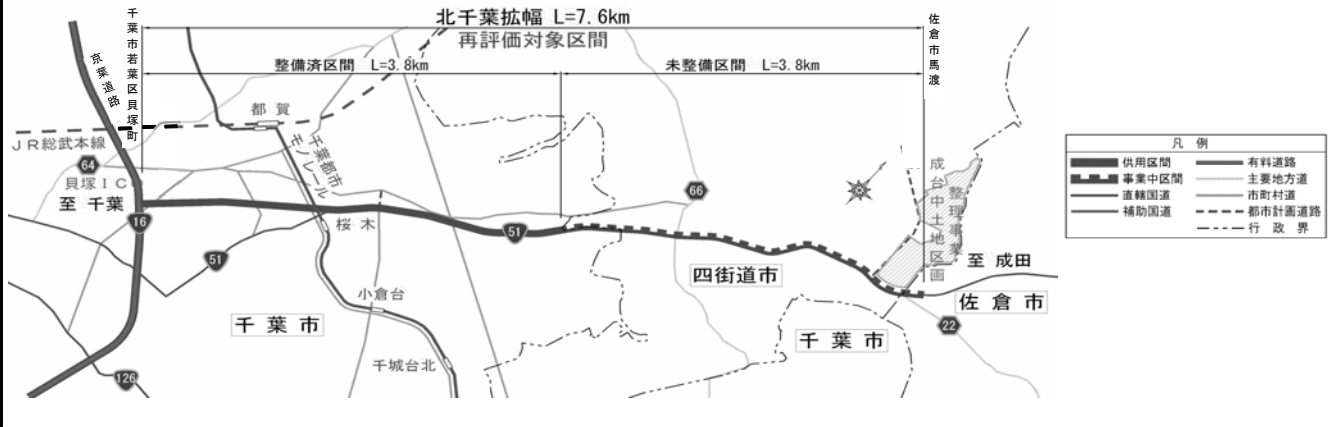 北千葉拡幅 L=7.6km
再評価対象区間
整備済区間 L=3.8km
未整備区間 L=3.8km
千葉市若葉区貝塚町
佐倉市馬渡
京葉道路
都賀
JR総武本線
千葉都市
モノレール
64
貝塚IC
至 千葉
16
51
桜木
51
66
成台中土地区画
整理事業
至 成田
四街道市
佐倉市
小倉台
千葉市
千葉市
22
千城台北
126
凡例
供用区間
有料道路
事業中区間
主要地方道
直轄国道
市町村道
補助国道
都市計画道路
行政界